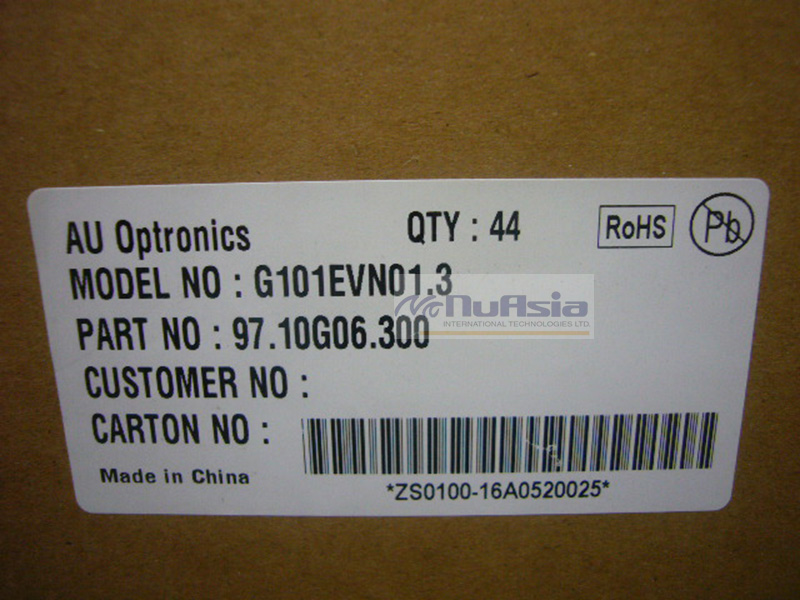 AU Optronics QTY : 44 RoHS Pb
MODEL NO : G101EVN01.3
NuAsia
INTERNATIONAL TECHNOLOGIES LTD.
PART NO : 97.10G06.300
CUSTOMER NO :
CARTON NO :
Made in China
*ZS0100-16A0520025*